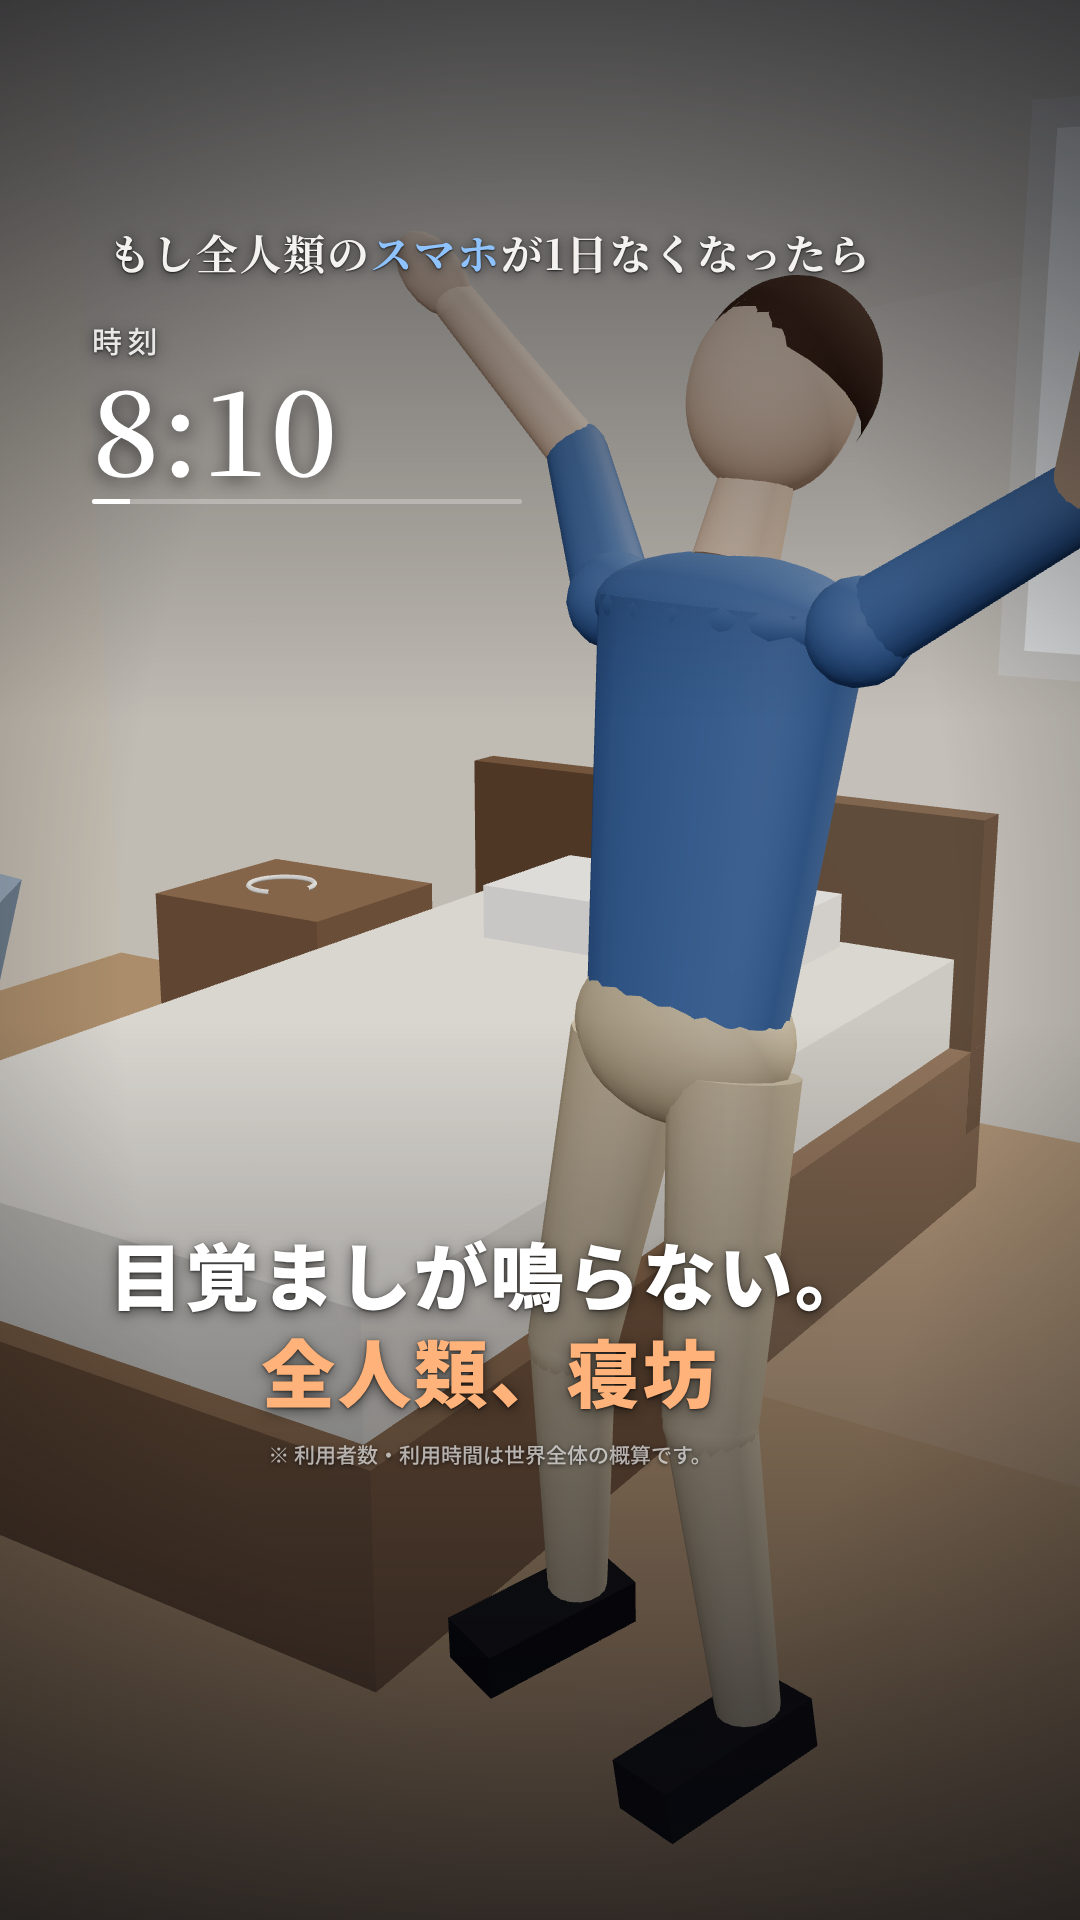 もし全人類のスマホが1日なくなったら
時刻
8:10
目覚ましが鳴らない。
全人類、寝坊
※ 利用者数・利用時間は世界全体の概算です。